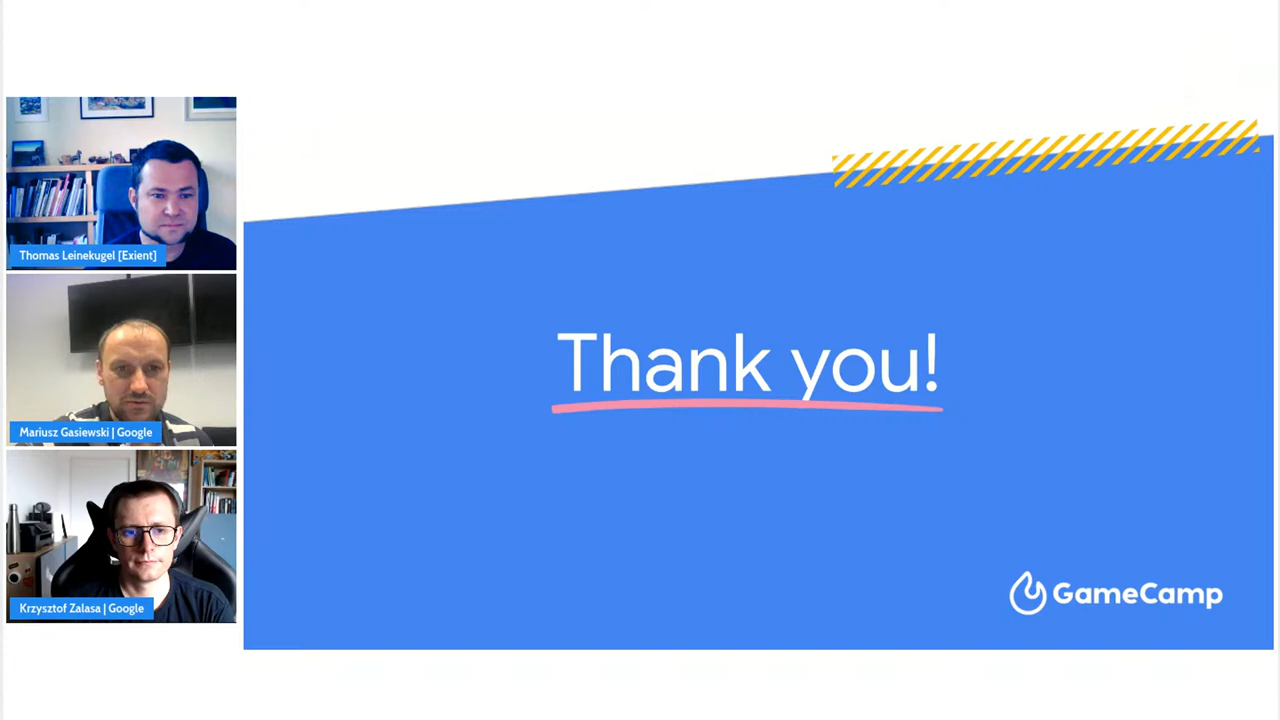 Thomas Leinekugel [Exient]
Mariusz Gasiewski | Google
Krzysztof Zalasa | Google
Thank you!
GameCamp